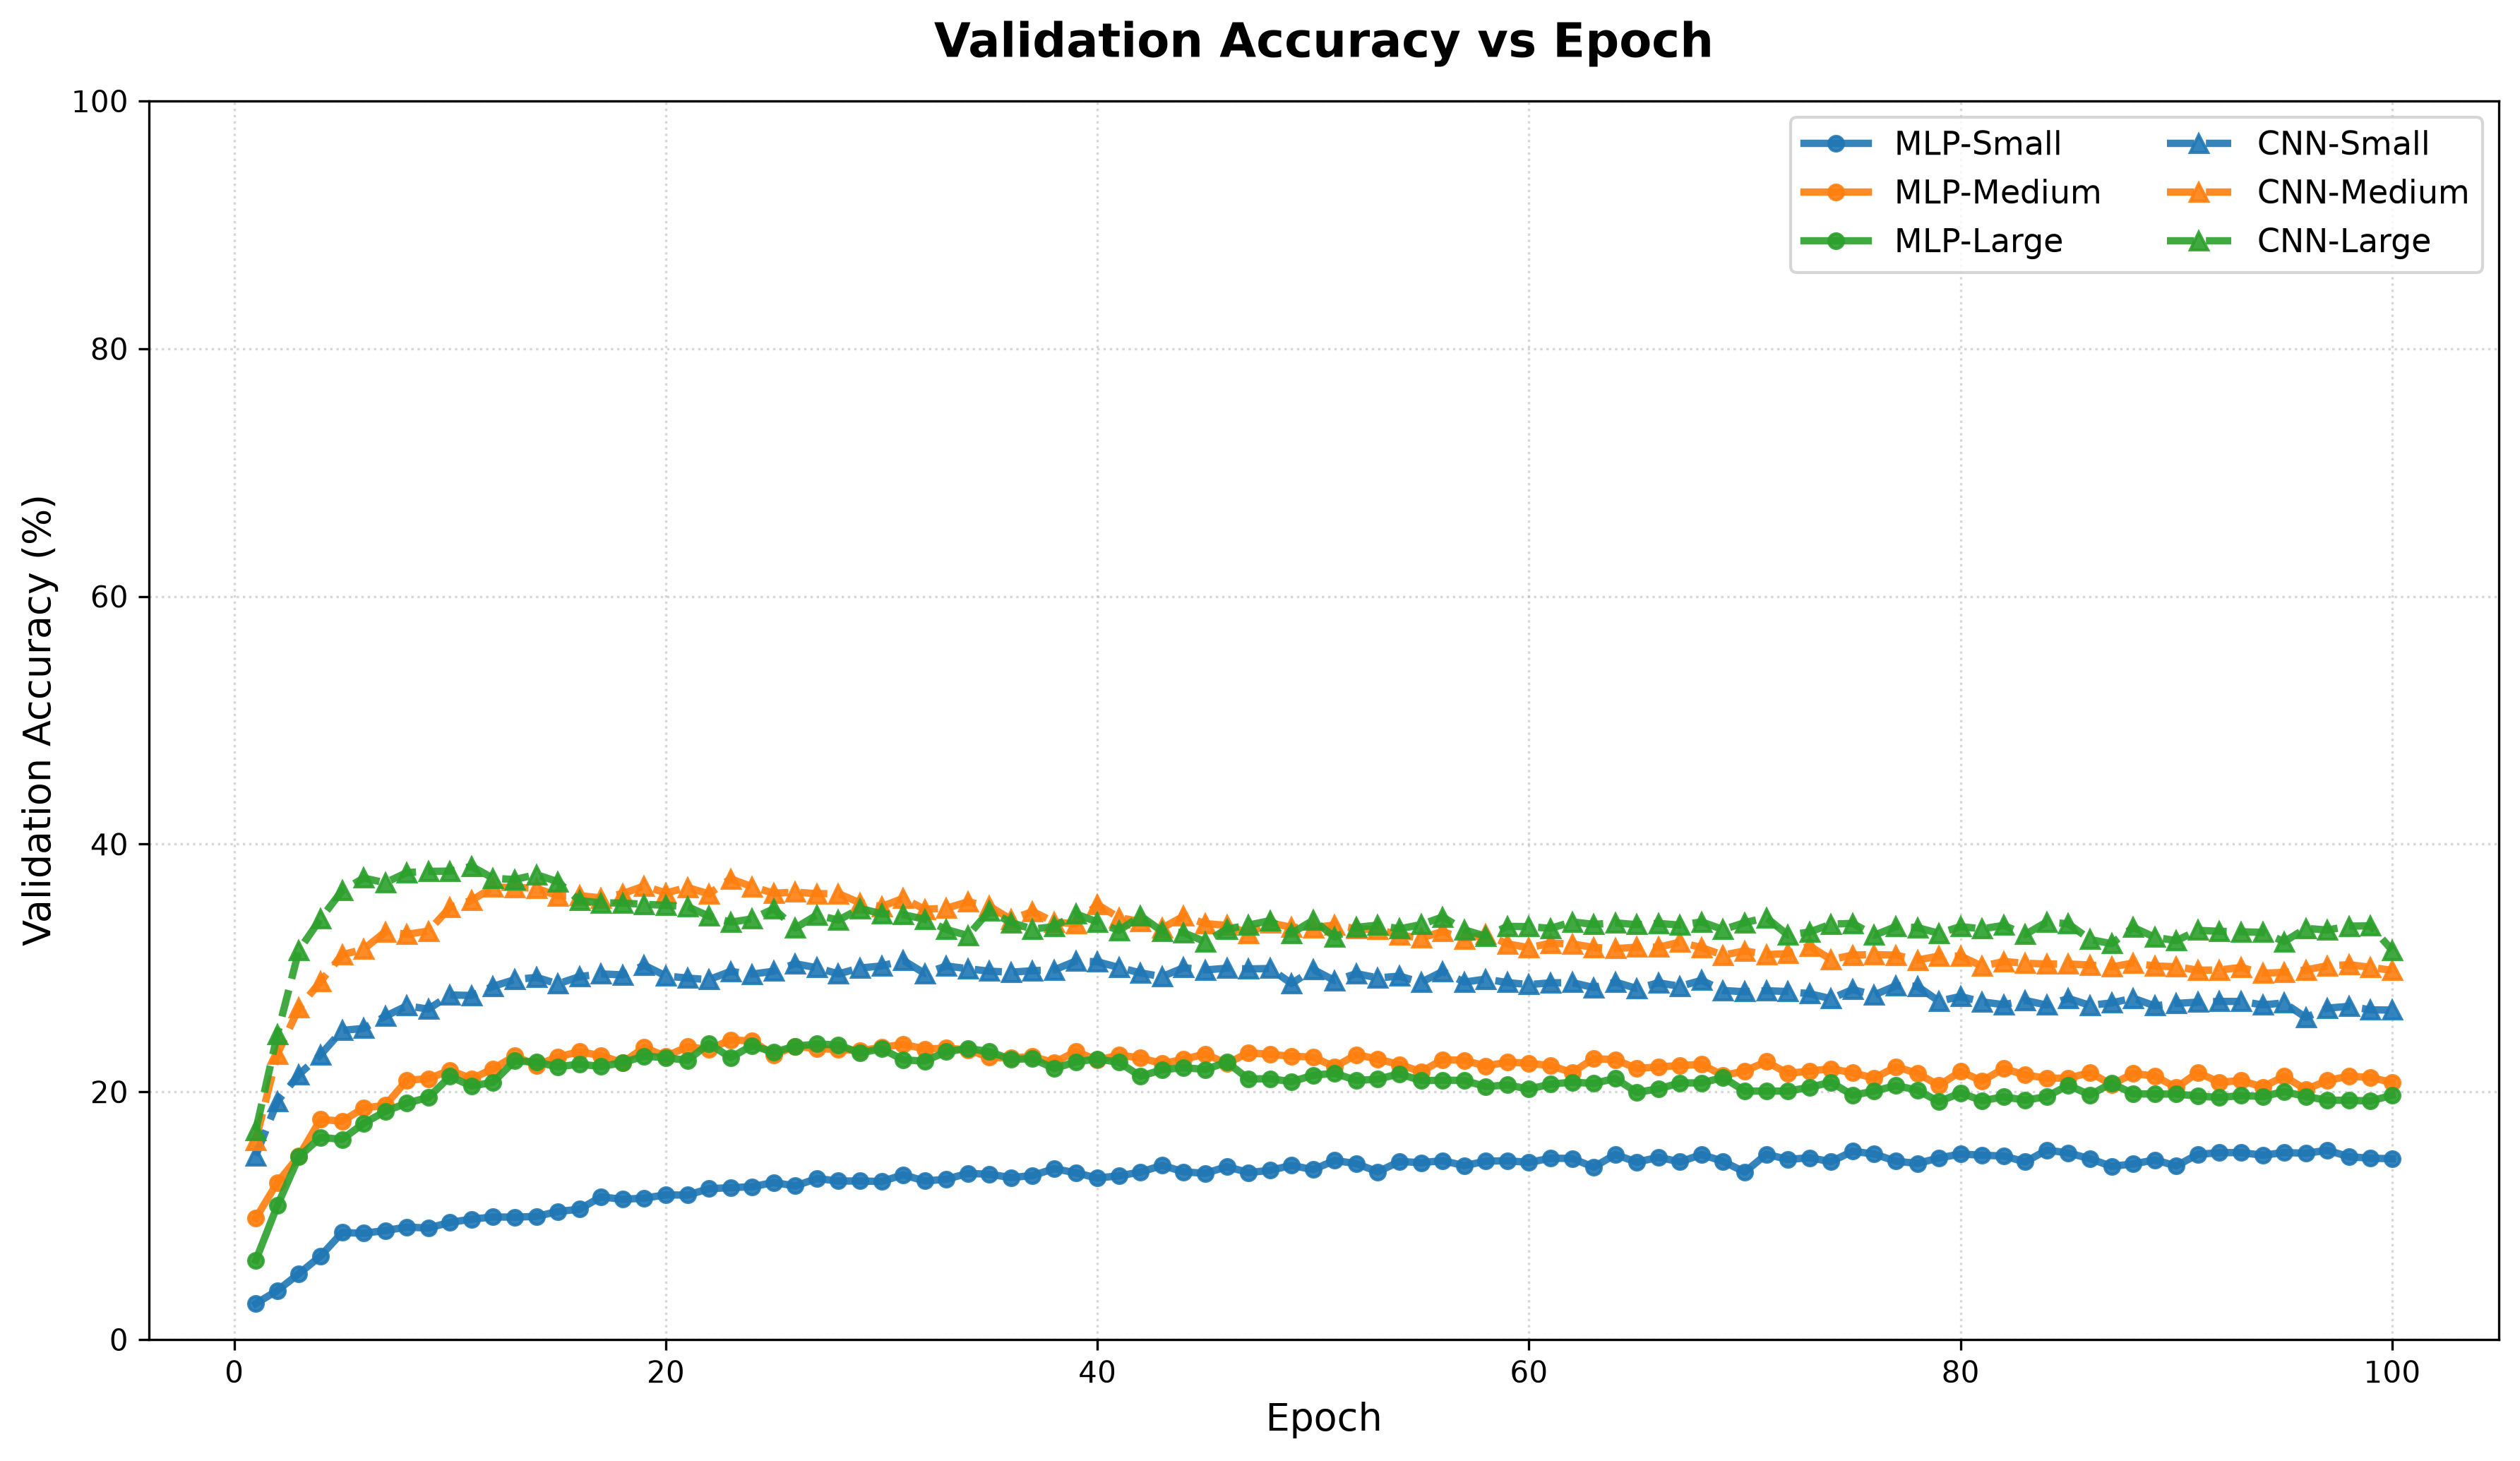 Validation Accuracy vs Epoch
100
80
60
40
20
0
Validation Accuracy (%)
MLP-Small
MLP-Medium
MLP-Large
CNN-Small
CNN-Medium
CNN-Large
0 20 40 60 80 100
Epoch